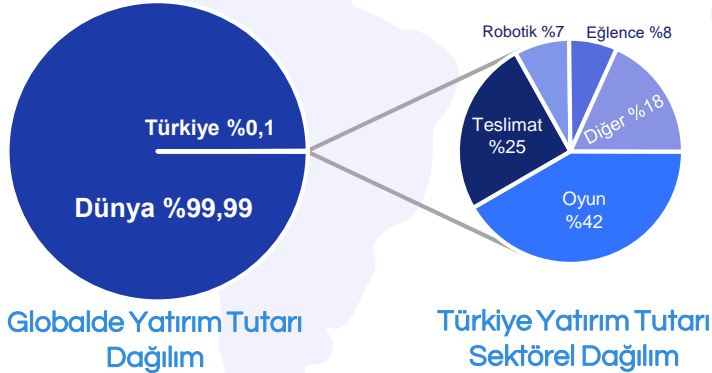 Türkiye %0,1
Dünya %99,99
Globalde Yatırım Tutarı
Dağılım
Robotik %7
Eğlence %8
Teslimat
%25
Diğer %18
Oyun
%42
Türkiye Yatırım Tutarı
Sektörel Dağılım